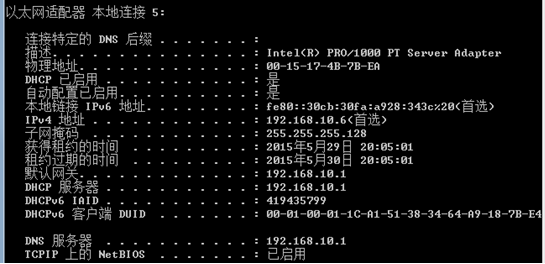 以太网适配器 本地连接 5:
连接特定的 DNS 后缀 . . . . . . . :
描述. . . . . . . . . . . . . . . : Intel(R) PRO/1000 PT Server Adapter
物理地址. . . . . . . . . . . . . : 00-15-17-4B-7B-EA
DHCP 已启用 . . . . . . . . . . . : 是
自动配置已启用. . . . . . . . . . : 是
本地链接 IPv6 地址. . . . . . . . : fe80::30cb:30fa:a928:343c%20(首选)
IPv4 地址 . . . . . . . . . . . . : 192.168.10.6(首选)
子网掩码 . . . . . . . . . . . . : 255.255.255.128
获得租约的时间 . . . . . . . . . : 2015年5月29日 20:05:01
租约过期的时间 . . . . . . . . . : 2015年5月30日 20:05:01
默认网关. . . . . . . . . . . . . : 192.168.10.1
DHCP 服务器 . . . . . . . . . . . : 192.168.10.1
DHCPv6 IAID . . . . . . . . . . . : 419435799
DHCPv6 客户端 DUID . . . . . . . : 00-01-00-01-1C-A1-51-38-34-64-A9-18-7B-E4
DNS 服务器 . . . . . . . . . . . : 192.168.10.1
TCPIP 上的 NetBIOS . . . . . . . : 已启用